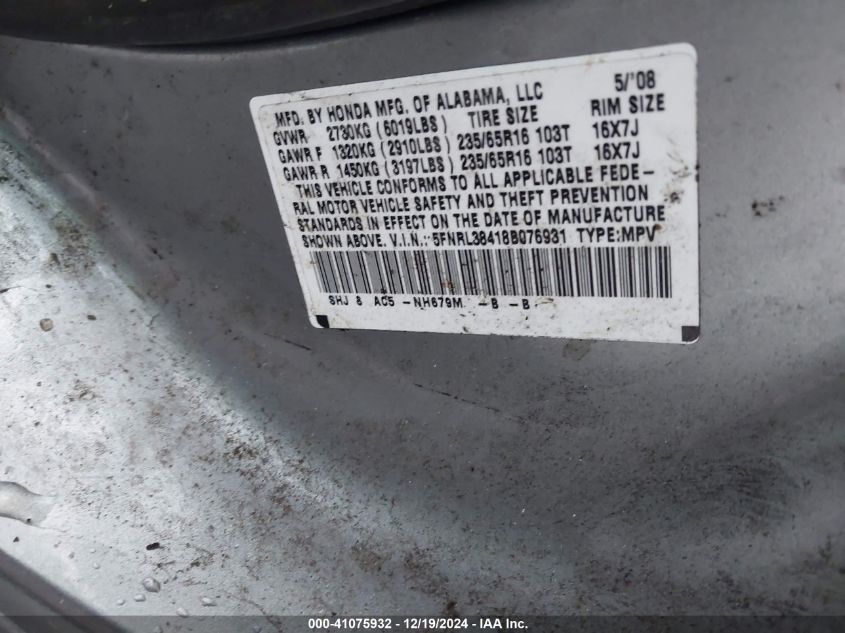 MFD. BY HONDA MFG. OF ALABAMA, LLC 5/'08
GVWR 2730KG (6019LBS) TIRE SIZE RIM SIZE
GAWR F 1320KG (2910LBS) 235/65R16 103T 16X7J
GAWR R 1450KG (3197LBS) 235/65R16 103T 16X7J
THIS VEHICLE CONFORMS TO ALL APPLICABLE FEDE-
RAL MOTOR VEHICLE SAFETY AND THEFT PREVENTION
STANDARDS IN EFFECT ON THE DATE OF MANUFACTURE
SHOWN ABOVE. V.I.N.: 5FNRL38418B076931 TYPE:MPV
SHJ 8 AC5 -NH679M -B -B
000-41075932 - 12/19/2024 - IAA Inc.